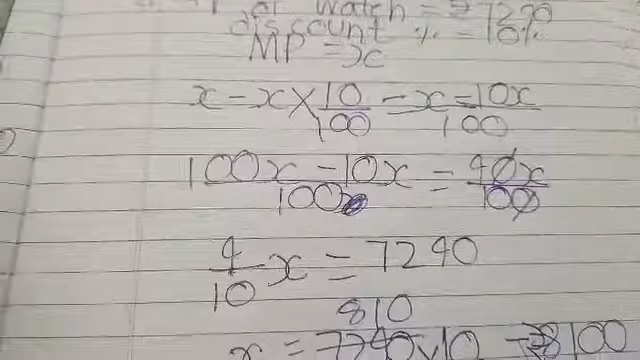 of watch = ₹7290
discount % = 10%
MP = x
x - x × 10/100 = x - 10x/100
100x - 10x/100 = 90x/100
9/10 x = 7290
810
x = 7290 × 10 = 8100